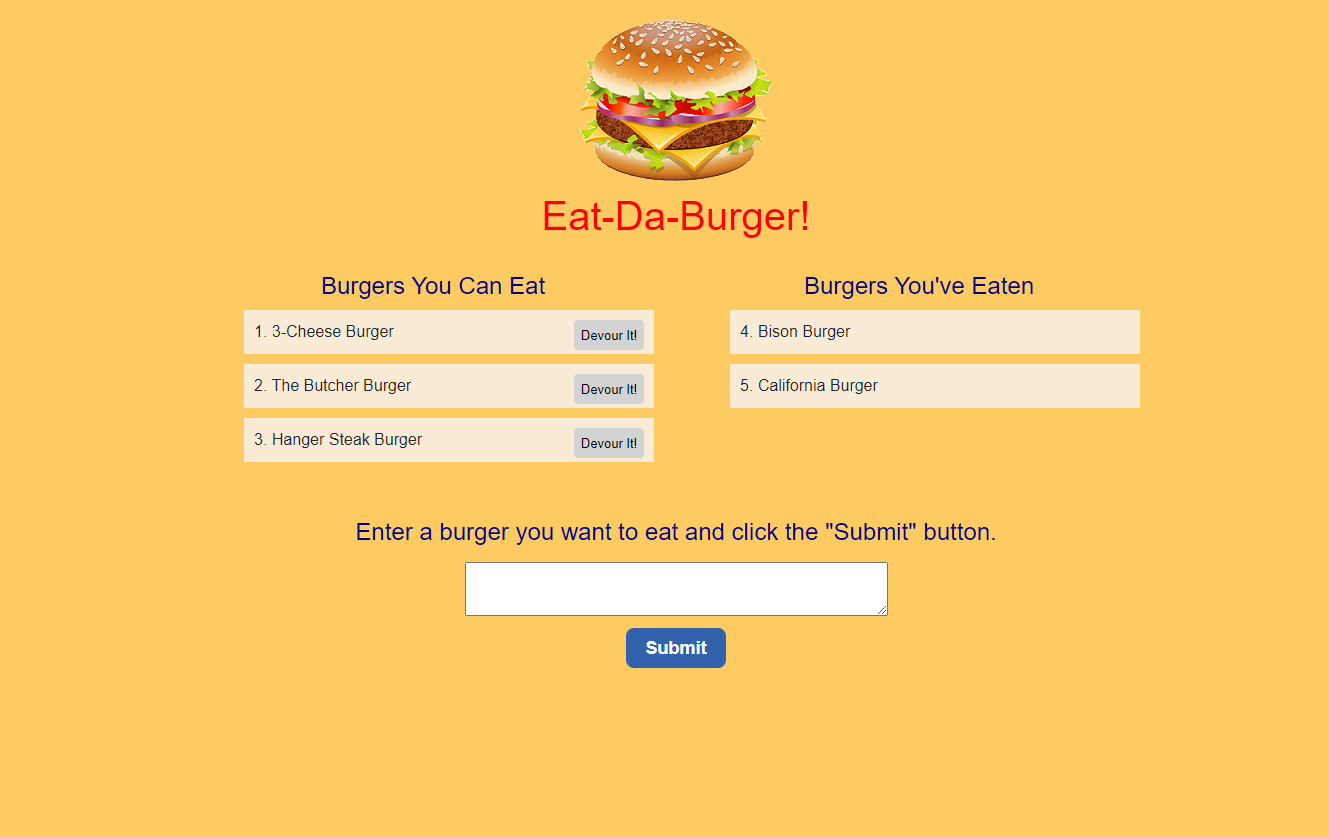 Eat-Da-Burger!
Burgers You Can Eat
1. 3-Cheese Burger
Devour It!
2. The Butcher Burger
Devour It!
3. Hanger Steak Burger
Devour It!
Burgers You've Eaten
4. Bison Burger
5. California Burger
Enter a burger you want to eat and click the "Submit" button.
Submit